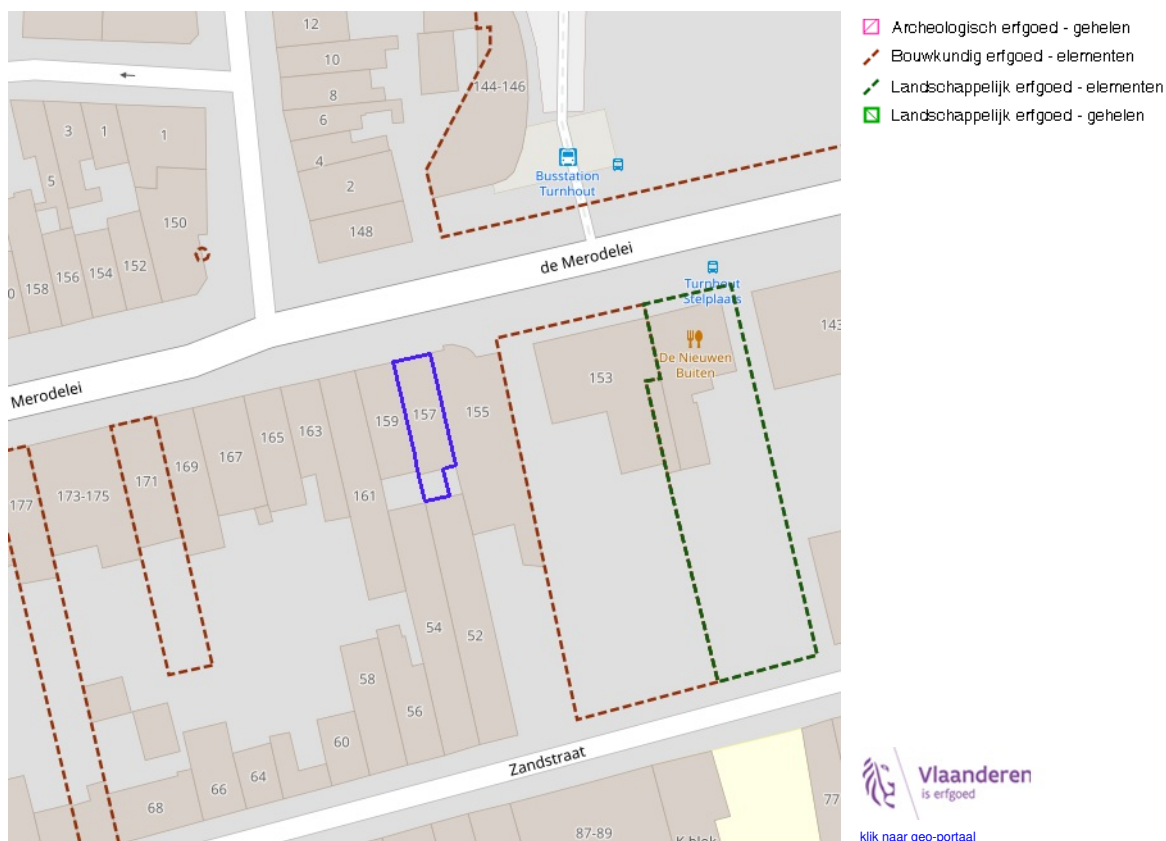 12
10
8
6
4
2
148
144-146
Busstation
Turnhout
3
1
1
5
150
152
154
156
158
0
de Merodelei
Turnhout
Stelplaats
De Nieuwen
Buiten
143
153
Merodelei
155
157
159
161
163
165
167
169
171
173-175
177
54
52
58
56
60
64
66
68
Zandstraat
87-89
K blok
77
Archeologisch erfgoed - gehelen
Bouwkundig erfgoed - elementen
Landschappelijk erfgoed - elementen
Landschappelijk erfgoed - gehelen
Vlaanderen
is erfgoed
klik naar geo-portaal